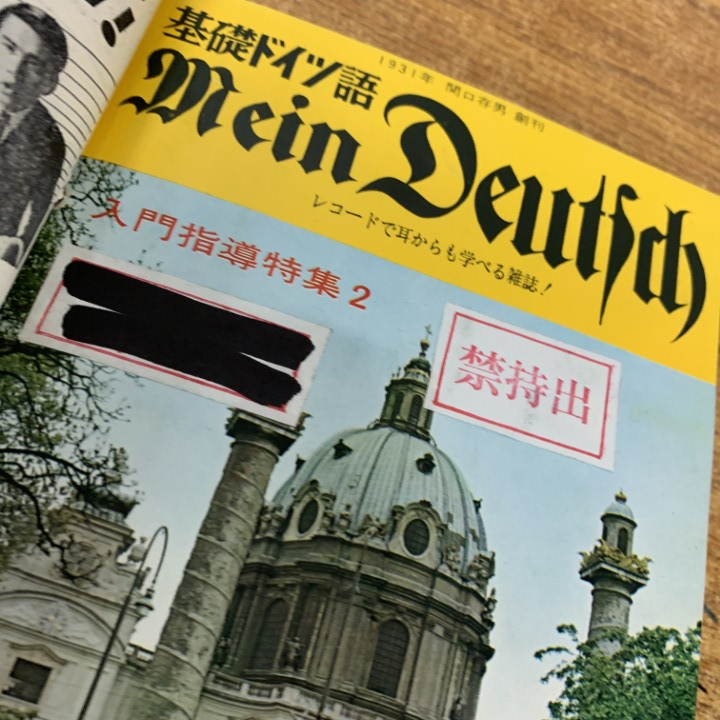 基礎ドイツ語
1931年 関口存男 創刊
Mein Deutsch
レコードで耳からも学べる雑誌!
入門指導特集2
禁持出